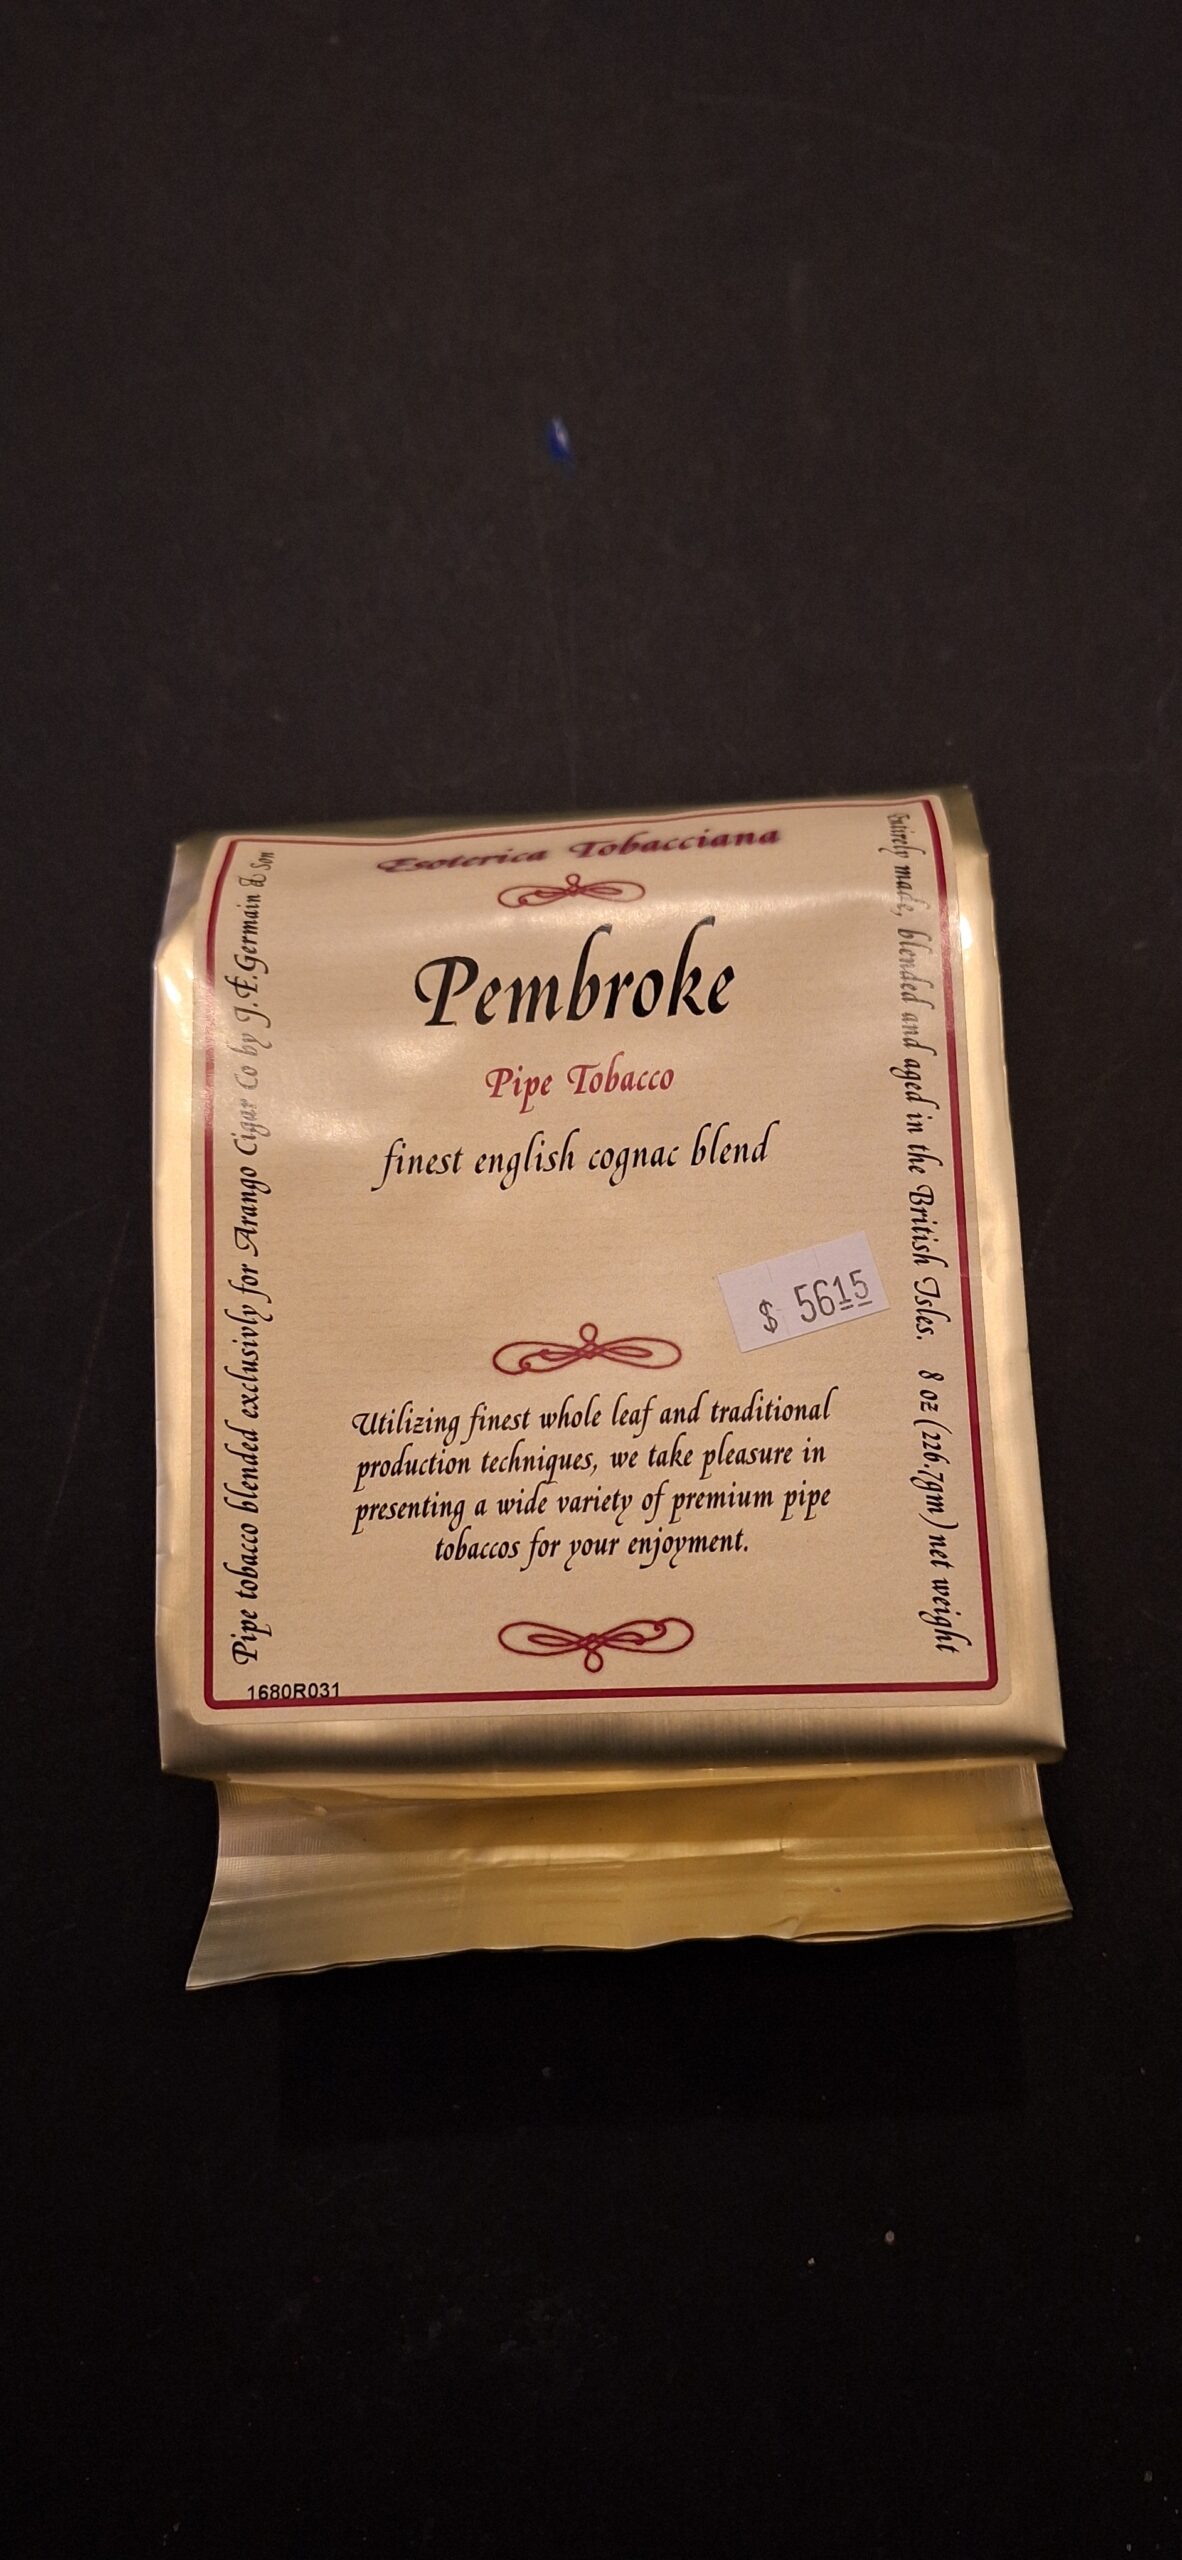 Esoterica Tobacciana
Pembroke
Pipe Tobacco
finest english cognac blend
$ 5615
Utilizing finest whole leaf and traditional
production techniques, we take pleasure in
presenting a wide variety of premium pipe
tobaccos for your enjoyment.
Pipe tobacco blended exclusivly for Arango Cigar Co by J.F.Germain & Son
Entirely made, blended and aged in the British Isles. 8 oz (226.7gm) net weight
1680R031